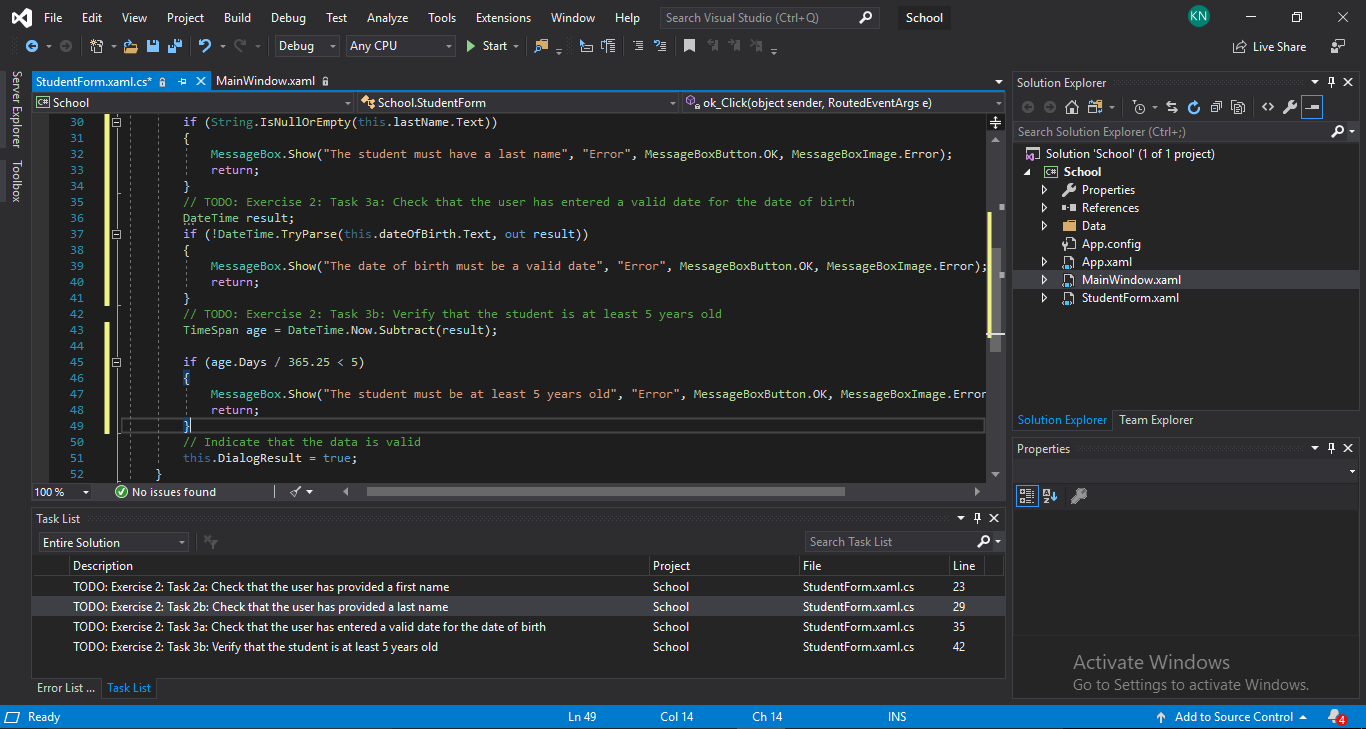 File Edit View Project Build Debug Test Analyze Tools Extensions Window Help Search Visual Studio (Ctrl+Q) School KN
Debug Any CPU Start Live Share
Server Explorer
Toolbox
StudentForm.xaml.cs* MainWindow.xaml
C# School School.StudentForm ok_Click(object sender, RoutedEventArgs e)
30 if (String.IsNullOrEmpty(this.lastName.Text))
31 {
32 MessageBox.Show("The student must have a last name", "Error", MessageBoxButton.OK, MessageBoxImage.Error);
33 return;
34 }
35 // TODO: Exercise 2: Task 3a: Check that the user has entered a valid date for the date of birth
36 DateTime result;
37 if (!DateTime.TryParse(this.dateOfBirth.Text, out result))
38 {
39 MessageBox.Show("The date of birth must be a valid date", "Error", MessageBoxButton.OK, MessageBoxImage.Error);
40 return;
41 }
42 // TODO: Exercise 2: Task 3b: Verify that the student is at least 5 years old
43 TimeSpan age = DateTime.Now.Subtract(result);
44
45 if (age.Days / 365.25 < 5)
46 {
47 MessageBox.Show("The student must be at least 5 years old", "Error", MessageBoxButton.OK, MessageBoxImage.Error
48 return;
49 }
50 // Indicate that the data is valid
51 this.DialogResult = true;
52 }
100 % No issues found
Task List
Entire Solution Search Task List
Description Project File Line
TODO: Exercise 2: Task 2a: Check that the user has provided a first name School StudentForm.xaml.cs 23
TODO: Exercise 2: Task 2b: Check that the user has provided a last name School StudentForm.xaml.cs 29
TODO: Exercise 2: Task 3a: Check that the user has entered a valid date for the date of birth School StudentForm.xaml.cs 35
TODO: Exercise 2: Task 3b: Verify that the student is at least 5 years old School StudentForm.xaml.cs 42
Error List ... Task List
Solution Explorer
Search Solution Explorer (Ctrl+;)
Solution 'School' (1 of 1 project)
C# School
Properties
References
Data
App.config
App.xaml
MainWindow.xaml
StudentForm.xaml
Solution Explorer Team Explorer
Properties
Activate Windows
Go to Settings to activate Windows.
Ready Ln 49 Col 14 Ch 14 INS Add to Source Control 4